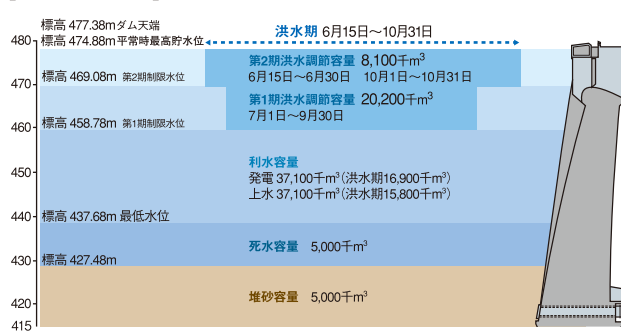 標高 477.38mダム天端
標高 474.88m平常時最高貯水位
洪水期 6月15日～10月31日
480
第2期洪水調節容量 8,100千m³
6月15日～6月30日 10月1日～10月31日
標高 469.08m 第2期制限水位
470
第1期洪水調節容量 20,200千m³
7月1日～9月30日
標高 458.78m 第1期制限水位
460
利水容量
450
発電 37,100千m³（洪水期16,900千m³）
上水 37,100千m³（洪水期15,800千m³）
440
標高 437.68m 最低水位
死水容量 5,000千m³
430
標高 427.48m
堆砂容量 5,000千m³
420
415